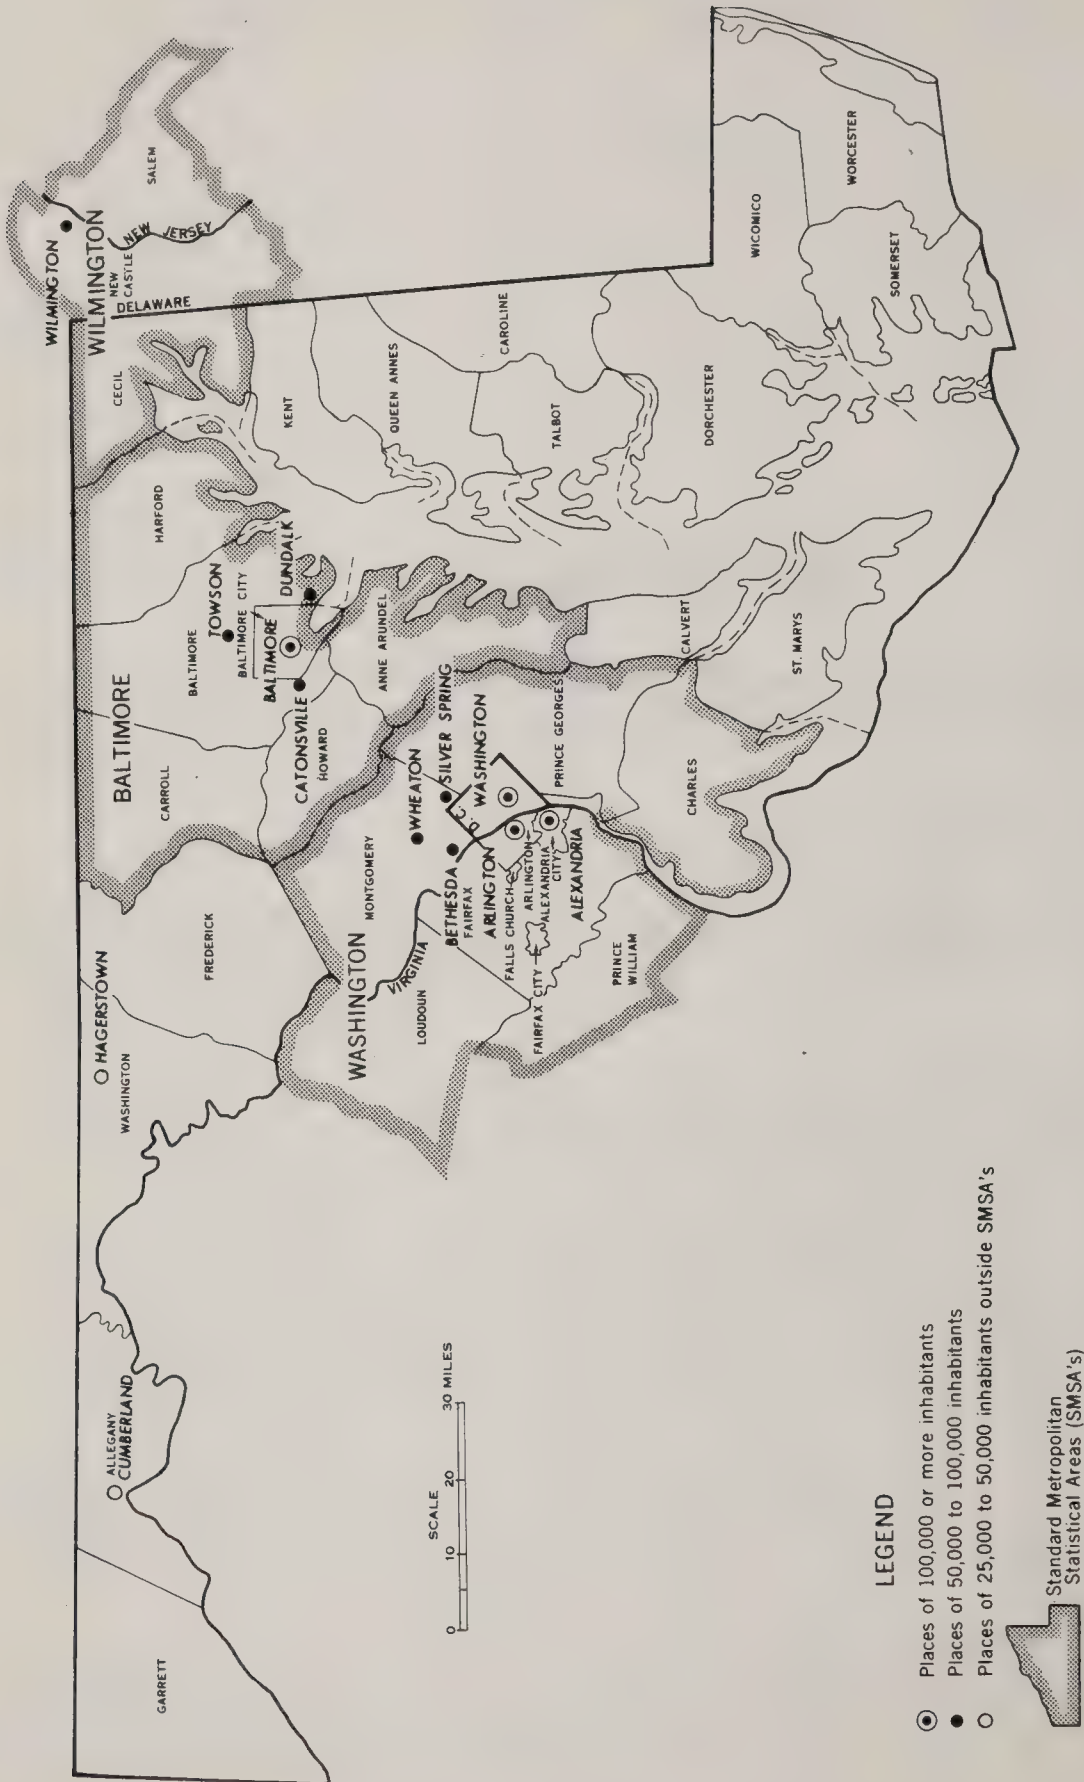 WILMINGTON
WILMINGTON
NEW
CASTLE
NEW JERSEY
SALEM
DELAWARE
CECIL
HARFORD
KENT
QUEEN ANNES
CAROLINE
TALBOT
DORCHESTER
WICOMICO
WORCESTER
SOMERSET
BALTIMORE
BALTIMORE
TOWSON
BALTIMORE CITY
BALTIMORE
DUNDALK
CATONSVILLE
HOWARD
CARROLL
ANNE ARUNDEL
CALVERT
ST. MARYS
PRINCE GEORGES
CHARLES
SILVER SPRING
WHEATON
WASHINGTON
D. C.
BETHESDA
FAIRFAX
ARLINGTON
FALLS CHURCH
ARLINGTON
ALEXANDRIA
CITY
ALEXANDRIA
FAIRFAX CITY
PRINCE
WILLIAM
MONTGOMERY
WASHINGTON
VIRGINIA
LOUDOUN
FREDERICK
HAGERSTOWN
WASHINGTON
ALLEGANY
CUMBERLAND
GARRETT
SCALE
0 10 20 30 MILES
LEGEND
Places of 100,000 or more inhabitants
Places of 50,000 to 100,000 inhabitants
Places of 25,000 to 50,000 inhabitants outside SMSA's
Standard Metropolitan
Statistical Areas (SMSA's)